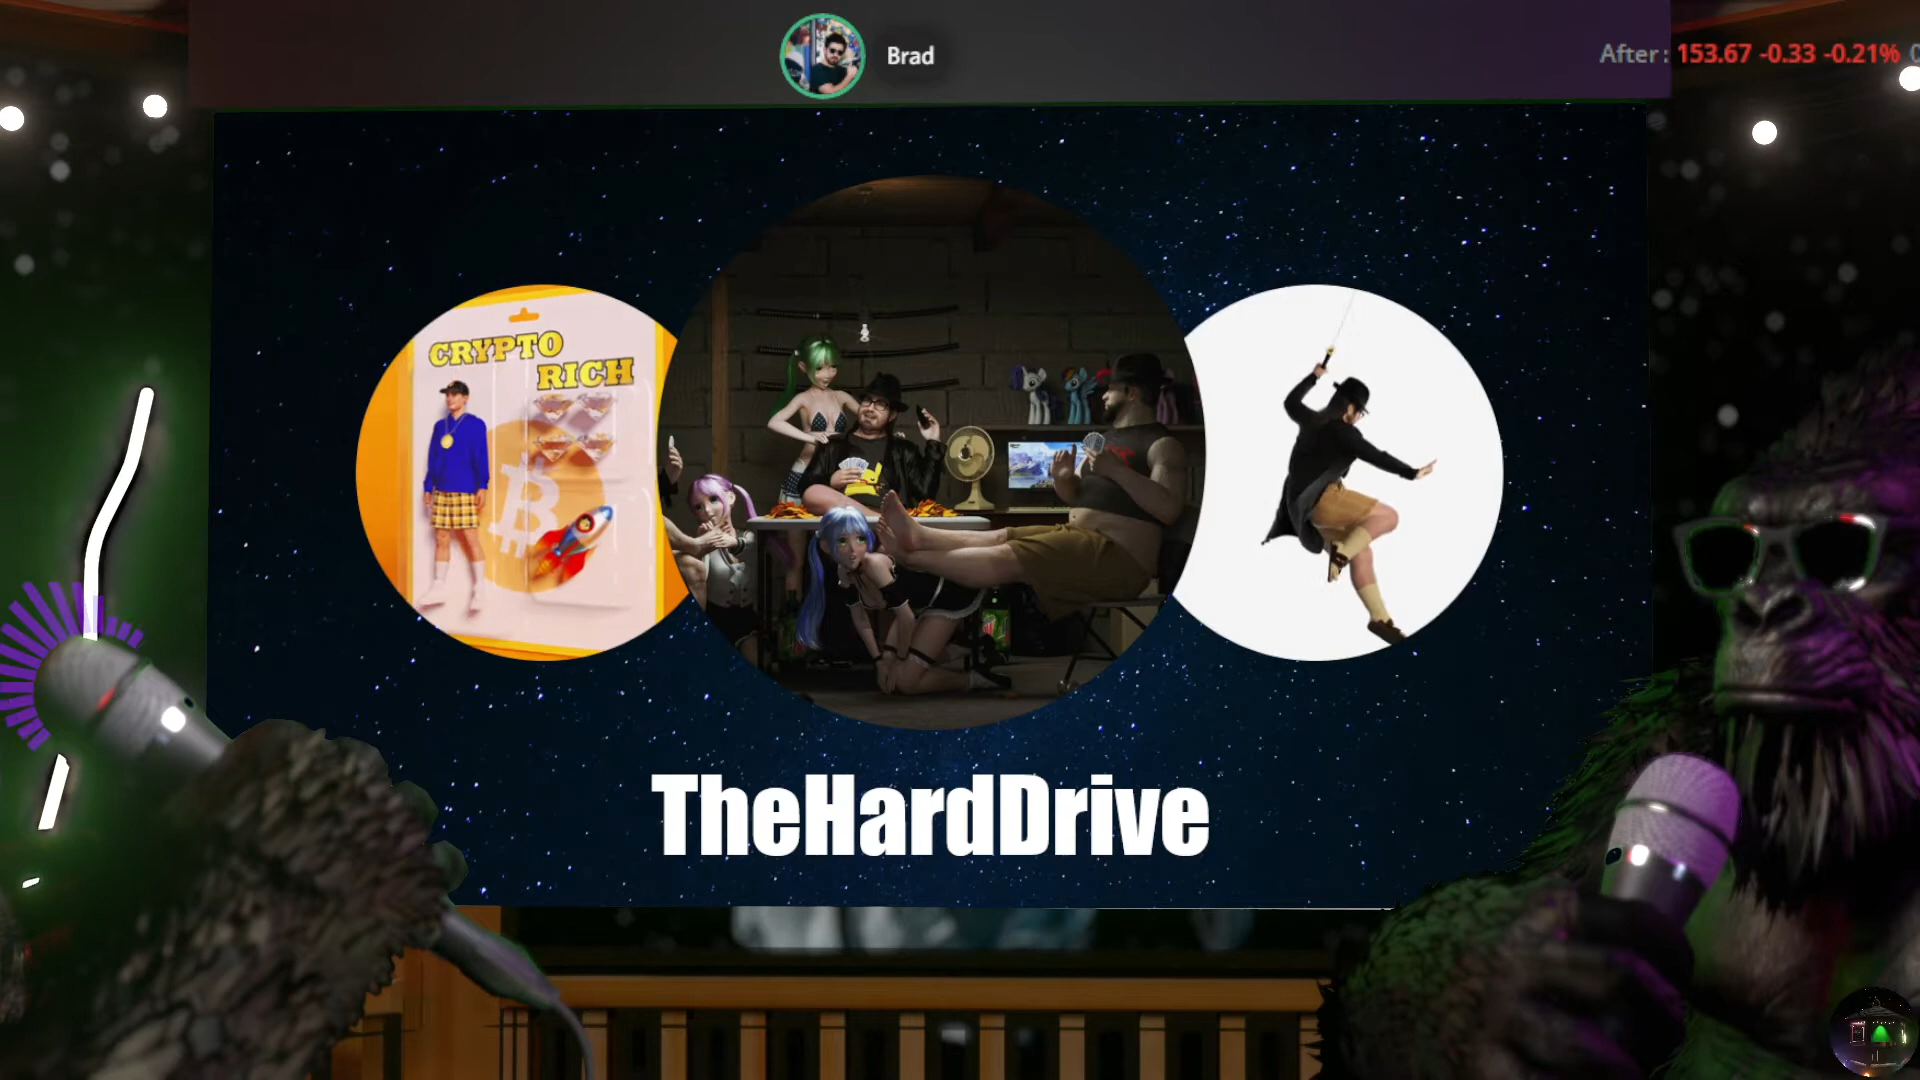 Brad
After: 153.67 -0.33 -0.21%
CRYPTO
RICH
TheHardDrive